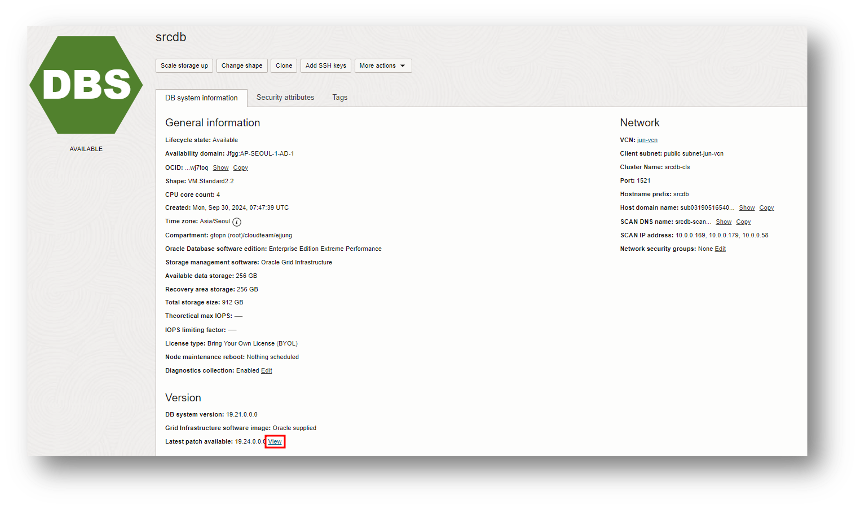 srcdb
Scale storage up Change shape Clone Add SSH keys More actions
DBS
AVAILABLE
DB system information Security attributes Tags
General information
Lifecycle state: Available
Availability domain: Jfgg:AP-SEOUL-1-AD-1
OCID: ...wj7loq Show Copy
Shape: VM.Standard2.2
CPU core count: 4
Created: Mon, Sep 30, 2024, 07:47:39 UTC
Time zone: Asia/Seoul
Compartment: gtopn (root)/cloudteam/ejjung
Oracle Database software edition: Enterprise Edition Extreme Performance
Storage management software: Oracle Grid Infrastructure
Available data storage: 256 GB
Recovery area storage: 256 GB
Total storage size: 912 GB
Theoretical max IOPS: —
IOPS limiting factor: —
License type: Bring Your Own License (BYOL)
Node maintenance reboot: Nothing scheduled
Diagnostics collection: Enabled Edit
Version
DB system version: 19.21.0.0.0
Grid Infrastructure software image: Oracle supplied
Latest patch available: 19.24.0.0.0 View
Network
VCN: jun-vcn
Client subnet: public subnet-jun-vcn
Cluster Name: srcdb-cls
Port: 1521
Hostname prefix: srcdb
Host domain name: sub03190516540... Show Copy
SCAN DNS name: srcdb-scan... Show Copy
SCAN IP address: 10.0.0.169, 10.0.0.179, 10.0.0.58
Network security groups: None Edit